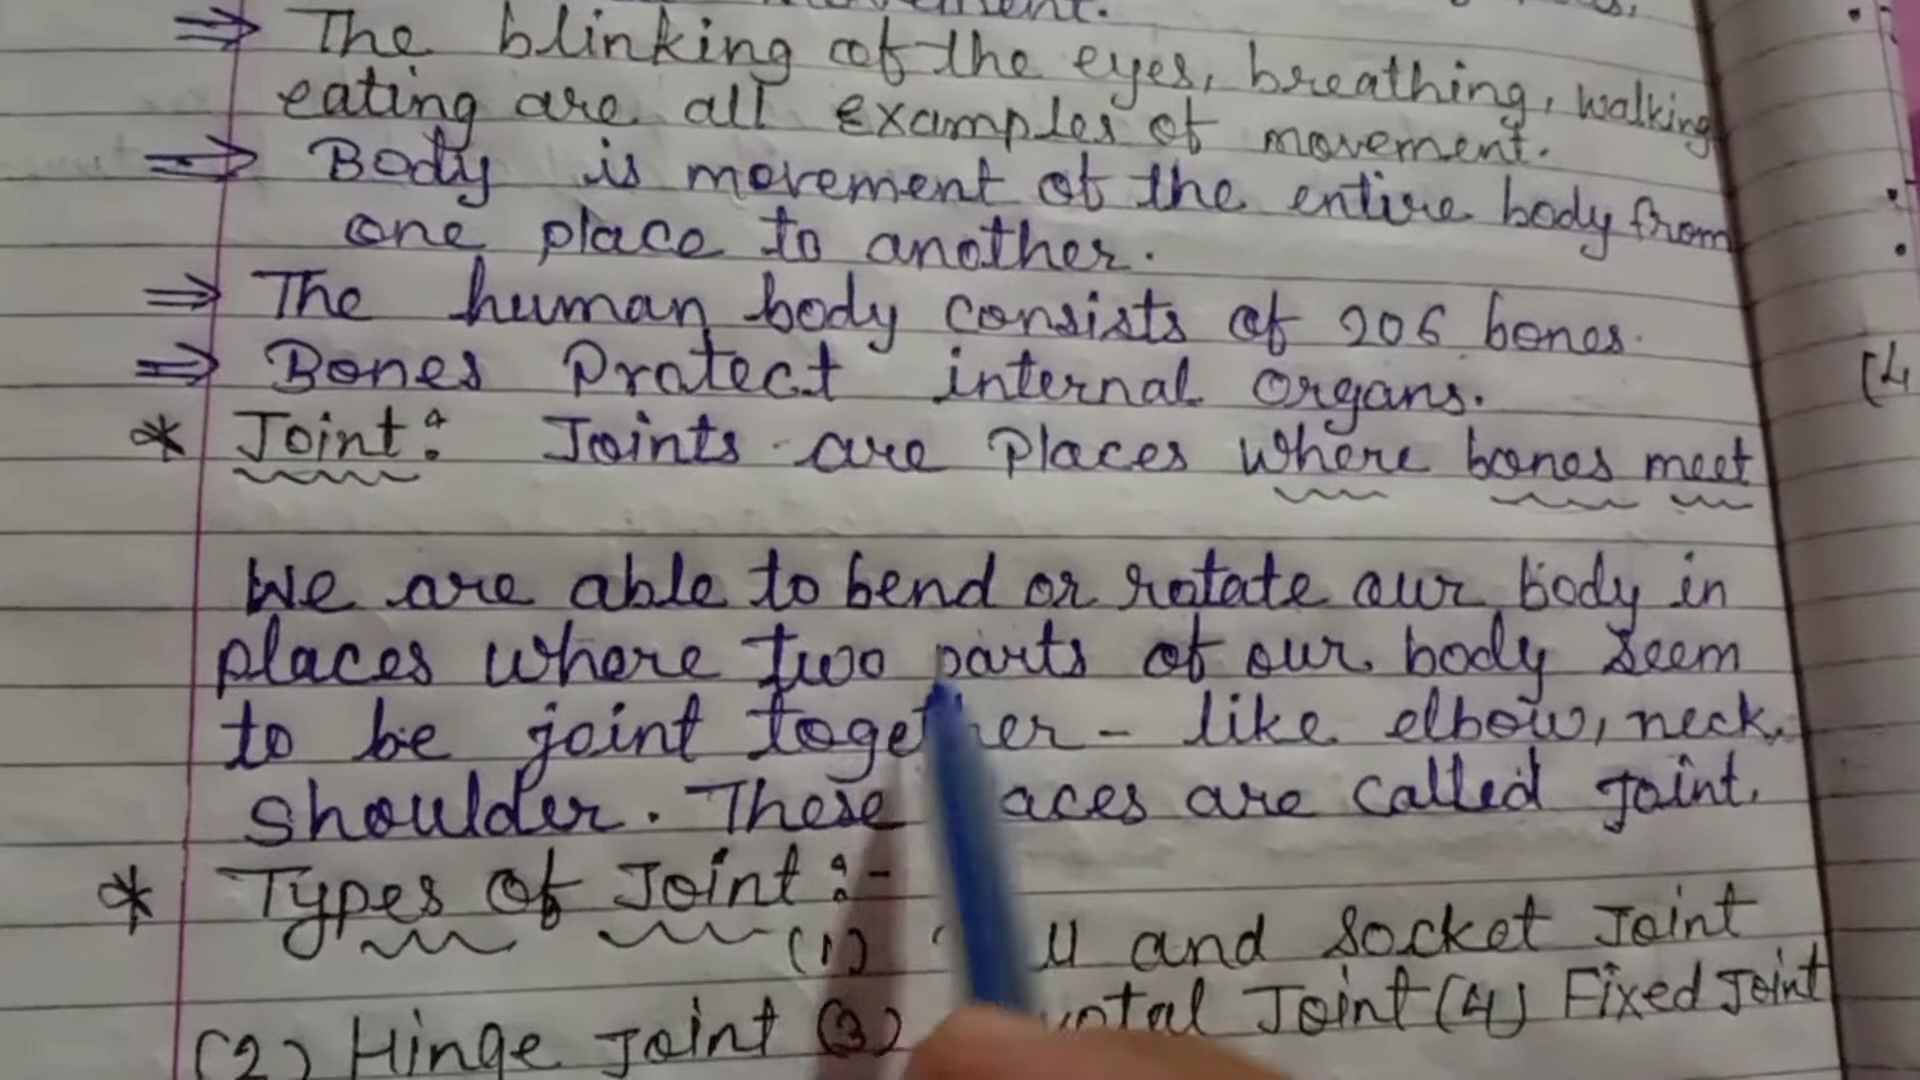 ⇒ The blinking of the eyes, breathing, walking
eating are all examples of movement.
⇒ Body is movement of the entire body from
one place to another.
⇒ The human body consists of 206 bones.
⇒ Bones Protect internal organs.
* Joint: Joints are Places where bones meet
We are able to bend or rotate our body in
places where two parts of our body seem
to be joint together - like elbow, neck,
shoulder. These are called joint.
* Types of Joint :-
(1) and Socket Joint
(2) Hinge joint (3) Joint (4) Fixed Joint